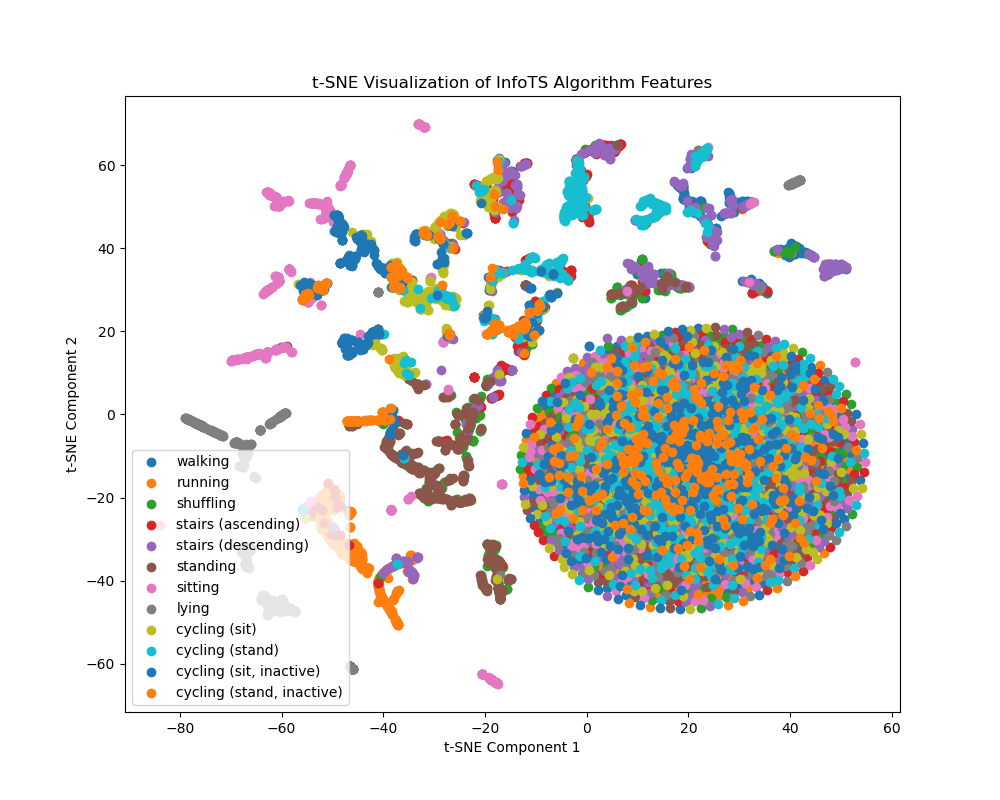 t-SNE Visualization of InfoTS Algorithm Features
t-SNE Component 2
60
40
20
0
−20
−40
−60
walking
running
shuffling
stairs (ascending)
stairs (descending)
standing
sitting
lying
cycling (sit)
cycling (stand)
cycling (sit, inactive)
cycling (stand, inactive)
−80
−60
−40
−20
0
20
40
60
t-SNE Component 1